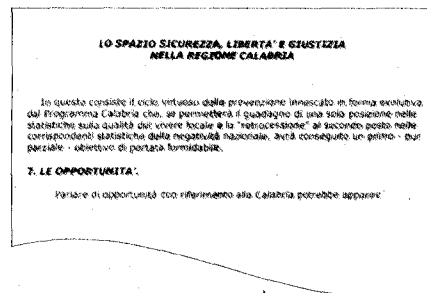 LO SPAZIO SICUREZZA, LIBERTA' E GIUSTIZIA
NELLA REGIONE CALABRIA
In questo consiste il ciclo virtuoso della prevenzione innescato in forma evolutiva
dal Programma Calabria che, se permetterà il guadagno di una sola posizione nelle
statistiche sulla qualità del vivere locale e la "retrocessione" al secondo posto nelle
corrispondenti statistiche della negatività nazionale, avrà conseguito un primo - pur
parziale - obiettivo di portata formidabile.
7. LE OPPORTUNITA'.
Parlare di opportunità con riferimento alla Calabria potrebbe apparire